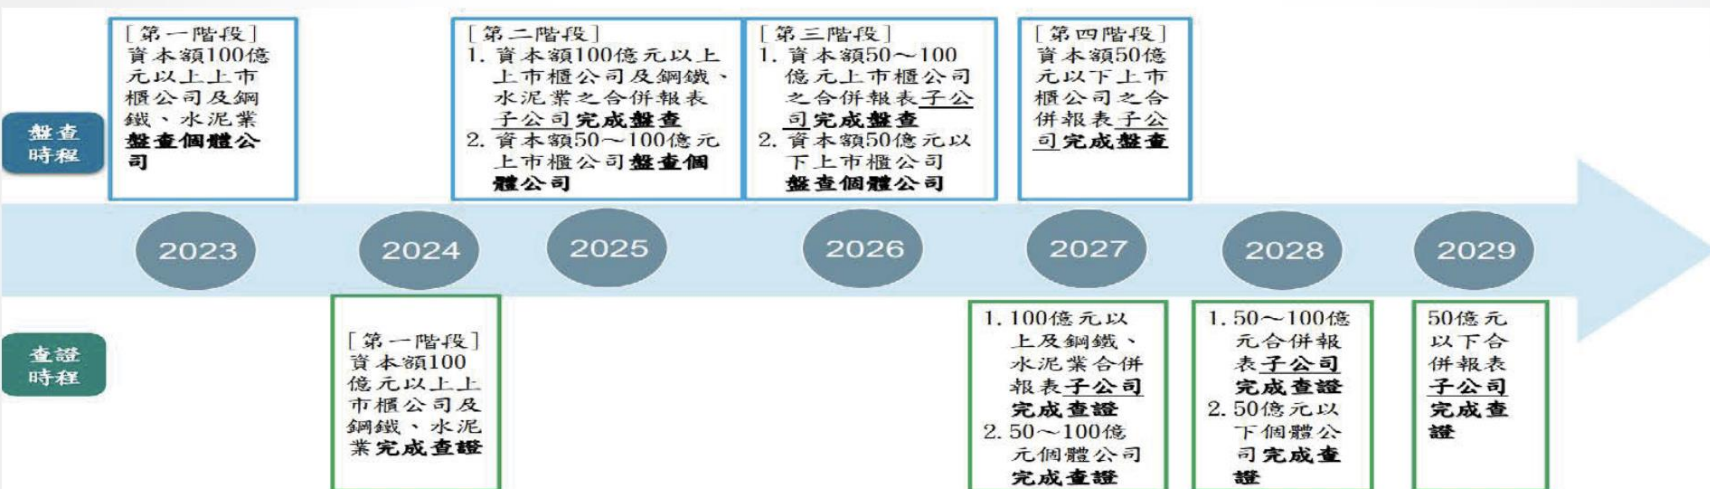 盤查
時程
[第一階段]
資本額100億
元以上上市
櫃公司及鋼
鐵、水泥業
盤查個體公
司
[第二階段]
1. 資本額100億元以上
上市櫃公司及鋼鐵、
水泥業之合併報表
子公司完成盤查
2. 資本額50～100億元
上市櫃公司盤查個
體公司
[第三階段]
1. 資本額50～100
億元上市櫃公司
之合併報表子公
司完成盤查
2. 資本額50億元以
下上市櫃公司
盤查個體公司
[第四階段]
資本額50億
元以下上市
櫃公司之合
併報表子公
司完成盤查
2023
2024
2025
2026
2027
2028
2029
查證
時程
[第一階段]
資本額100
億元以上上
市櫃公司及
鋼鐵、水泥
業完成查證
1.100億元以
上及鋼鐵、
水泥業合併
報表子公司
完成查證
2.50～100億
元個體公司
完成查證
1.50～100億
元合併報
表子公司
完成查證
2.50億元以
下個體公
司完成查
證
50億元
以下合
併報表
子公司
完成查
證